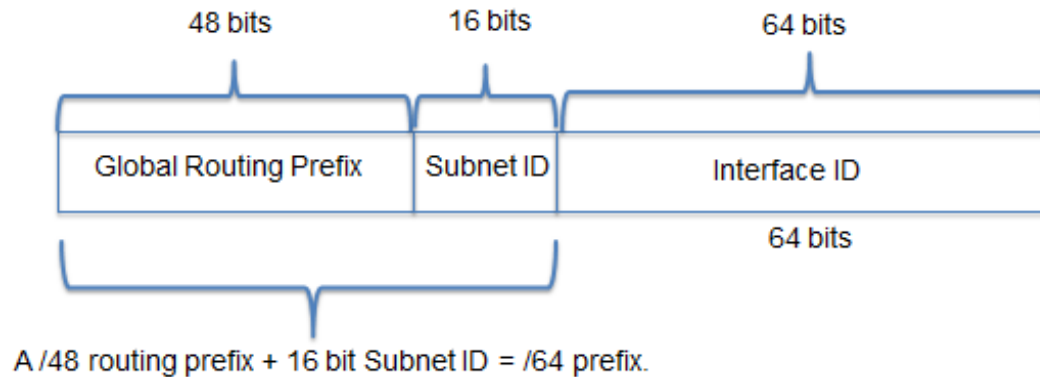 48 bits 16 bits 64 bits
Global Routing Prefix Subnet ID Interface ID
64 bits
A /48 routing prefix + 16 bit Subnet ID = /64 prefix.